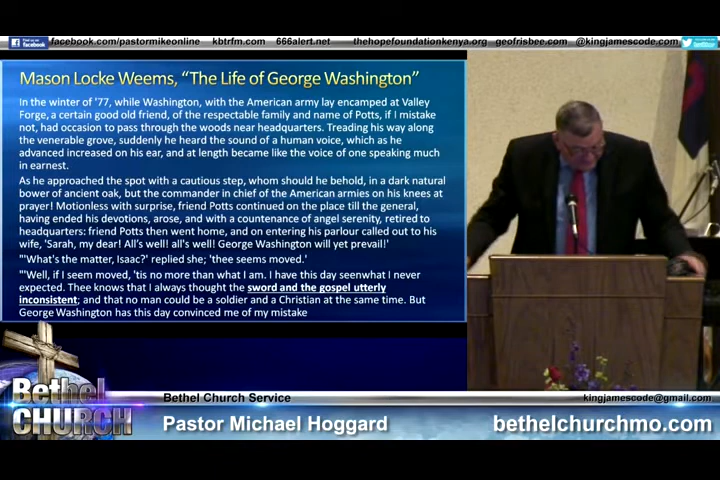 Find us on
facebook
facebook.com/pastormikeonline kbtrfm.com 666alert.net thehopefoundationkenya.org geofrisbee.com @kingjamescode.com
Mason Locke Weems, “The Life of George Washington”
In the winter of '77, while Washington, with the American army lay encamped at Valley
Forge, a certain good old friend, of the respectable family and name of Potts, if I mistake
not, had occasion to pass through the woods near headquarters. Treading his way along
the venerable grove, suddenly he heard the sound of a human voice, which as he
advanced increased on his ear, and at length became like the voice of one speaking much
in earnest.
As he approached the spot with a cautious step, whom should he behold, in a dark natural
bower of ancient oak, but the commander in chief of the American armies on his knees at
prayer! Motionless with surprise, friend Potts continued on the place till the general,
having ended his devotions, arose, and with a countenance of angel serenity, retired to
headquarters: friend Potts then went home, and on entering his parlour called out to his
wife, 'Sarah, my dear! All's well! all's well! George Washington will yet prevail!'
"'What's the matter, Isaac?' replied she; 'thee seems moved.'
"'Well, if I seem moved, 'tis no more than what I am. I have this day seenwhat I never
expected. Thee knows that I always thought the sword and the gospel utterly
inconsistent; and that no man could be a soldier and a Christian at the same time. But
George Washington has this day convinced me of my mistake
Bethel
CHURCH
Bethel Church Service
kingjamescode@gmail.com
Pastor Michael Hoggard
bethelchurchmo.com